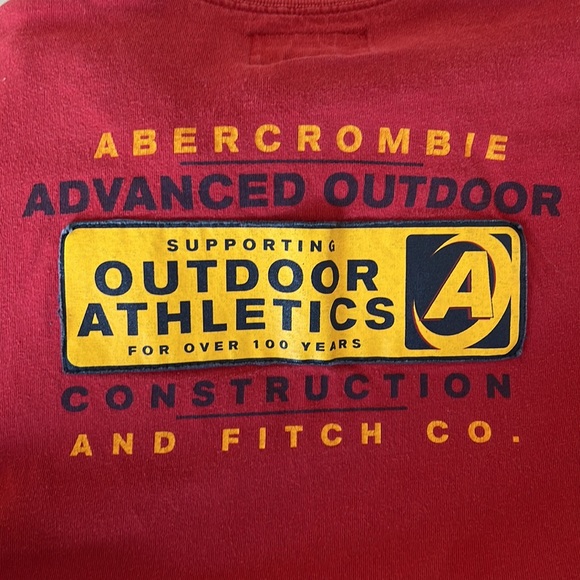 ABERCROMBIE
ADVANCED OUTDOOR
SUPPORTING
OUTDOOR
ATHLETICS
FOR OVER 100 YEARS
A
CONSTRUCTION
AND FITCH CO.